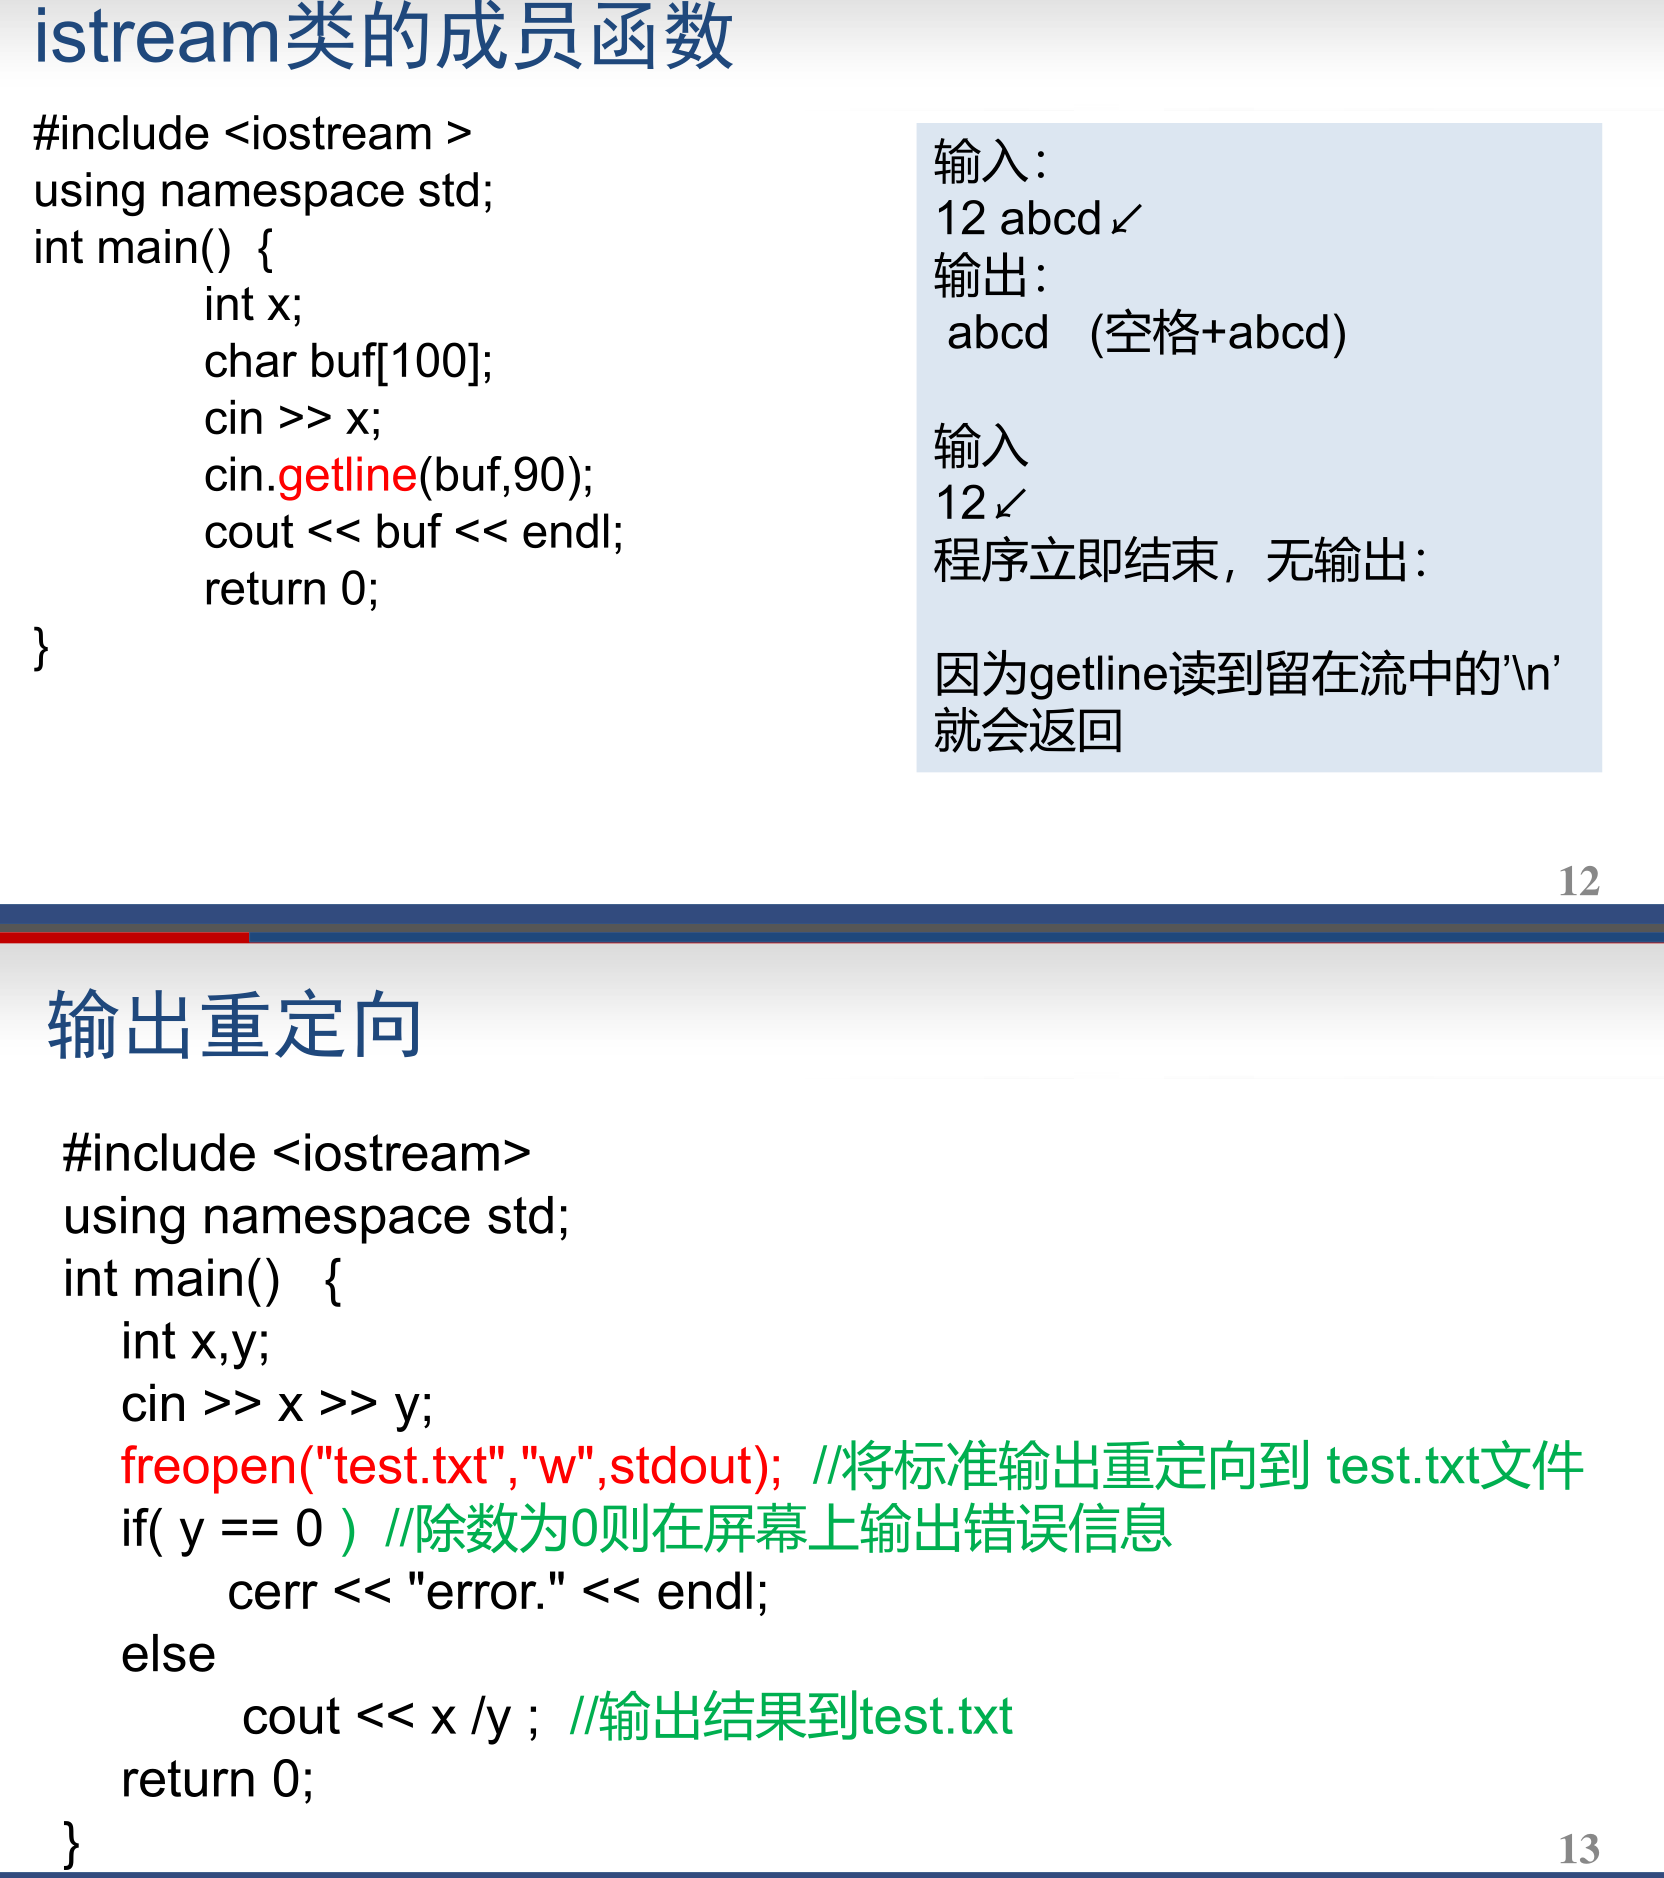 istream类的成员函数
#include <iostream >
using namespace std;
int main()  {
int x;
char buf[100];
cin >> x;
cin.getline(buf,90);
cout << buf << endl;
return 0;
}
输入：
12 abcd↙
输出：
 abcd   (空格+abcd)
输入
12↙
程序立即结束，无输出：
因为getline读到留在流中的’\n’
就会返回
12
输出重定向
#include <iostream>
using namespace std;
int main()   {
int x,y;
cin >> x >> y;
freopen("test.txt","w",stdout);  //将标准输出重定向到 test.txt文件
if( y == 0 )  //除数为0则在屏幕上输出错误信息
cerr << "error." << endl;
else
cout << x /y ;  //输出结果到test.txt
return 0;
}
13